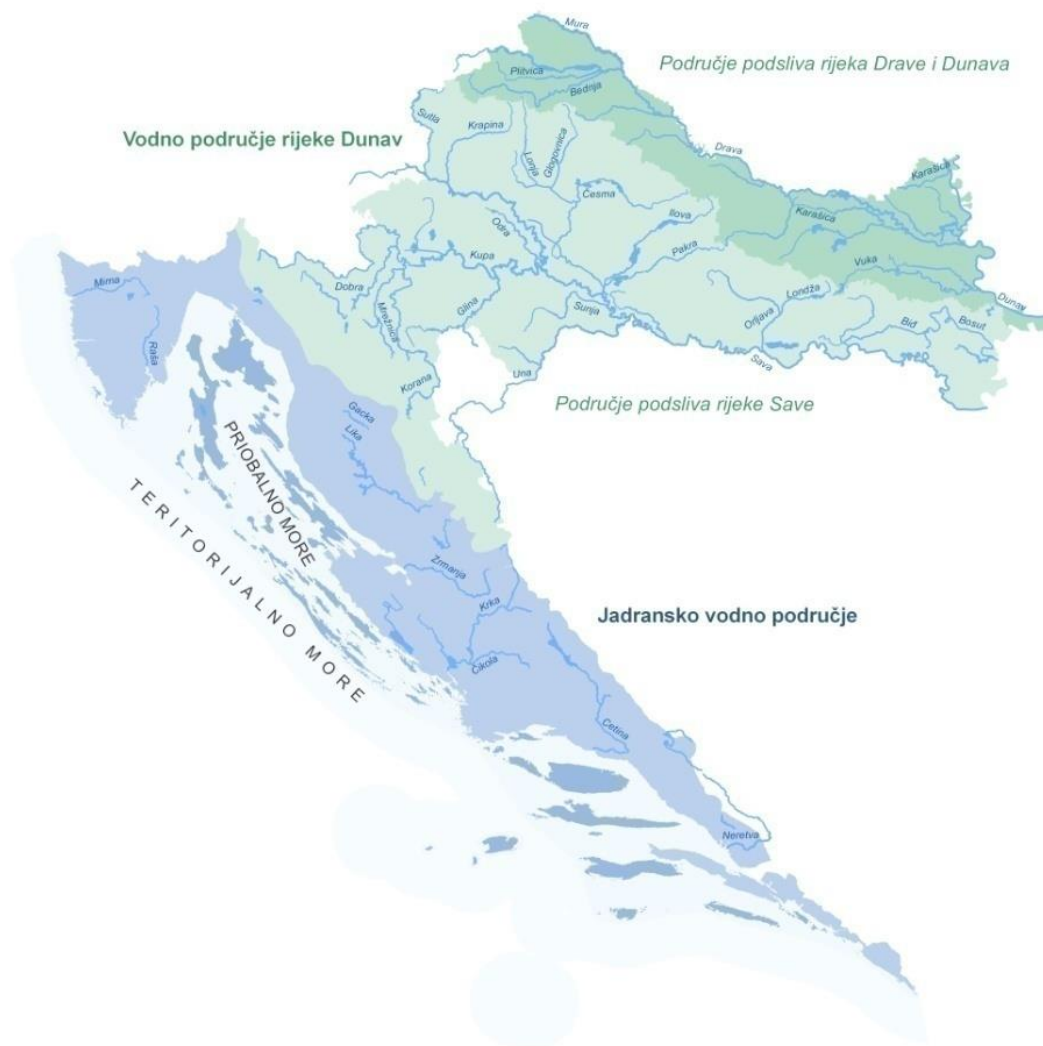 Mura
Područje podsliva rijeka Drave i Dunava
Plitvica
Bednja
Sutla
Krapina
Vodno područje rijeke Dunav
Lonja
Glogovnica
Drava
Karašica
Česma
Ilova
Karašica
Odra
Pakra
Kupa
Vuka
Mirna
Dobra
Mrežnica
Glina
Sunja
Londža
Orljava
Dunav
Bid
Bosut
Raša
Una
Sava
Korana
Područje podsliva rijeke Save
Gacka
Lika
PRIOBALNO MORE
TERITORIJALNO MORE
Zrmanja
Krka
Jadransko vodno područje
Čikola
Cetina
Neretva